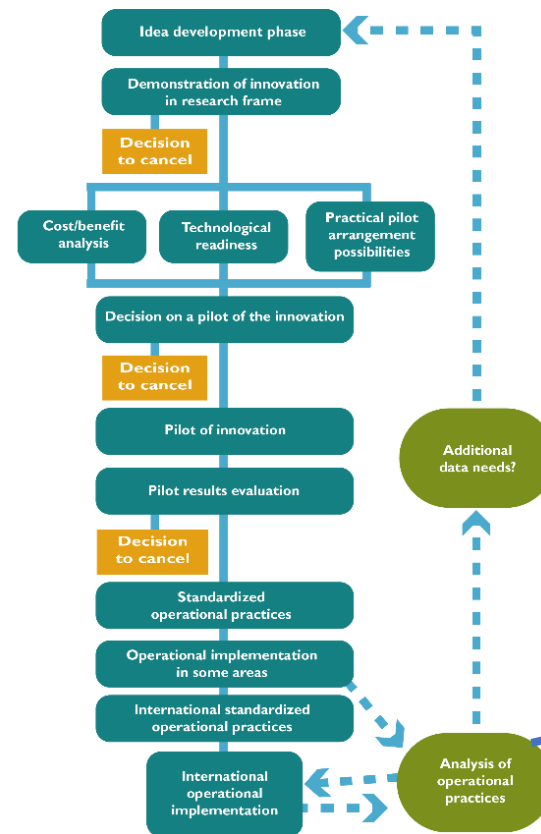 Idea development phase
Demonstration of innovation
in research frame
Decision
to cancel
Cost/benefit
analysis
Technological
readiness
Practical pilot
arrangement
possibilities
Decision on a pilot of the innovation
Decision
to cancel
Pilot of innovation
Additional
data needs?
Pilot results evaluation
Decision
to cancel
Standardized
operational practices
Operational implementation
in some areas
International standardized
operational practices
International
operational
implementation
Analysis of
operational
practices